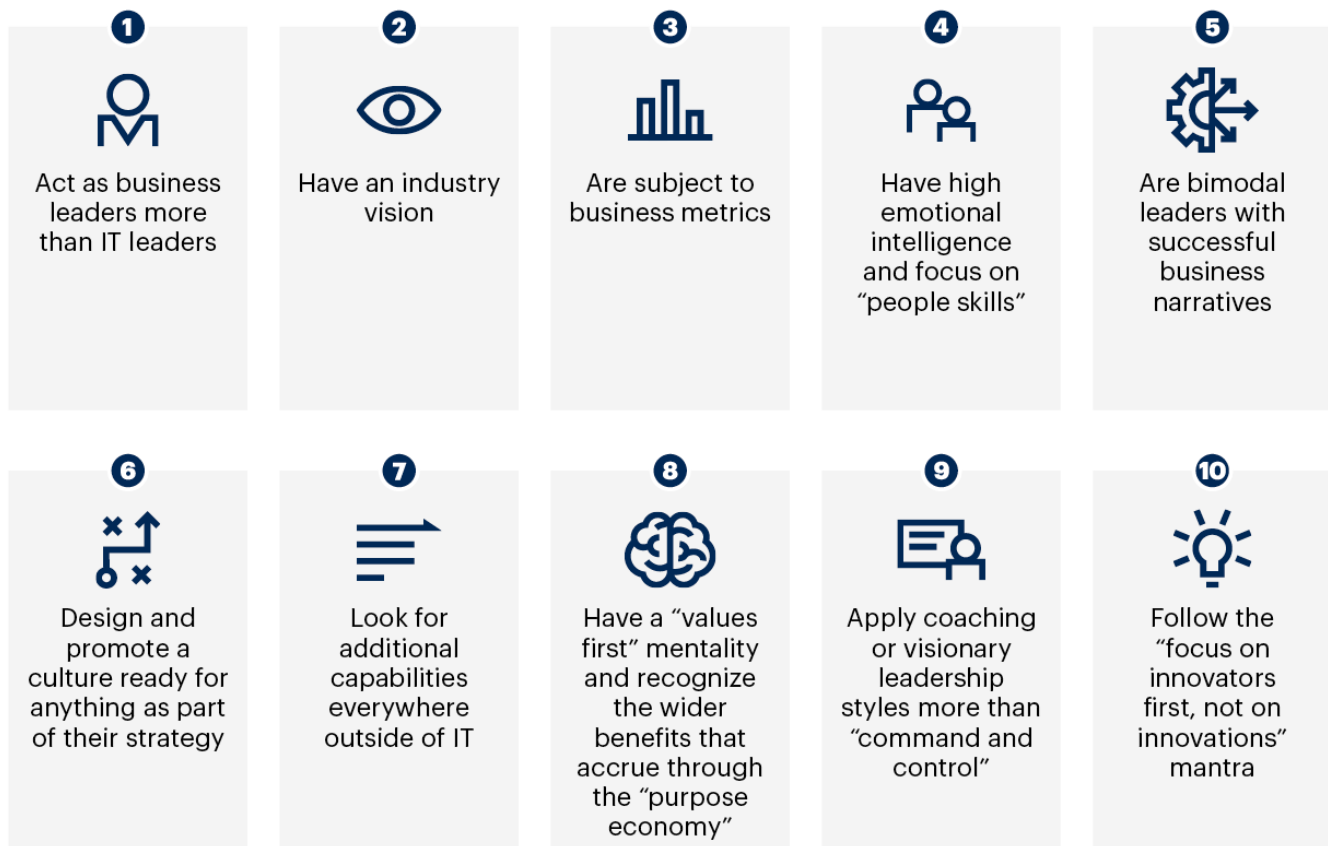 1
Act as business
leaders more
than IT leaders
2
Have an industry
vision
3
Are subject to
business metrics
4
Have high
emotional
intelligence
and focus on
“people skills”
5
Are bimodal
leaders with
successful
business
narratives
6
Design and
promote a
culture ready for
anything as part
of their strategy
7
Look for
additional
capabilities
everywhere
outside of IT
8
Have a “values
first” mentality
and recognize
the wider
benefits that
accrue through
the “purpose
economy”
9
Apply coaching
or visionary
leadership
styles more than
“command and
control”
10
Follow the
“focus on
innovators
first, not on
innovations”
mantra